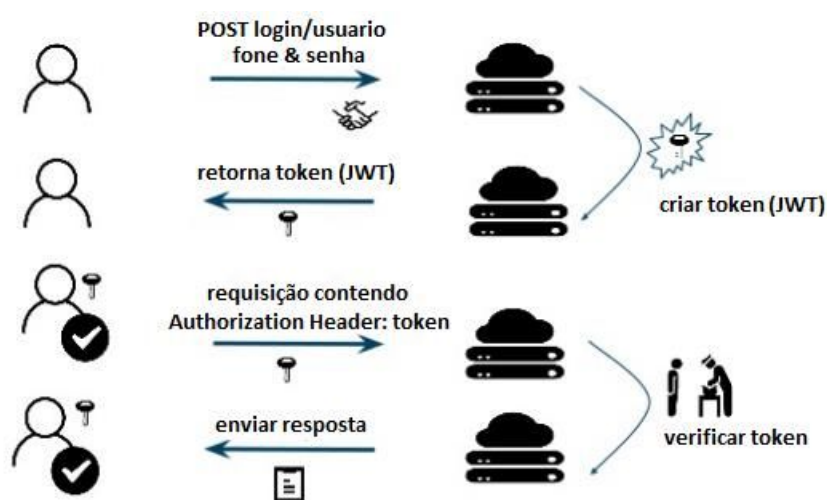 POST login/usuario
fone & senha
retorna token (JWT)
criar token (JWT)
requisição contendo
Authorization Header: token
enviar resposta
verificar token